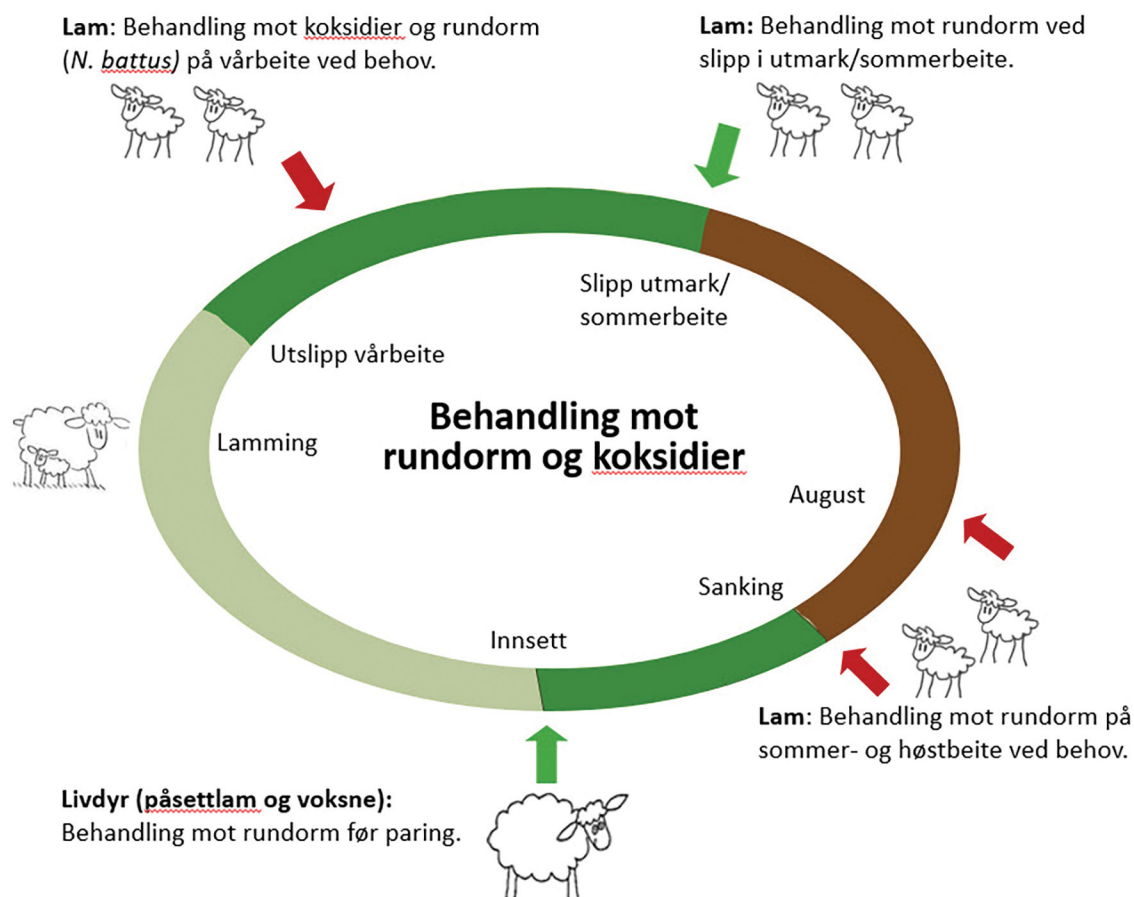 Lam: Behandling mot koksidier og rundorm
(N. battus) på vårbeite ved behov.
Lam: Behandling mot rundorm ved
slipp i utmark/sommerbeite.
Slipp utmark/
sommerbeite
Utslipp vårbeite
Behandling mot
rundorm og koksidier
Lamming
August
Sanking
Innsett
Lam: Behandling mot rundorm på
sommer- og høstbeite ved behov.
Livdyr (påsettlam og voksne):
Behandling mot rundorm før paring.